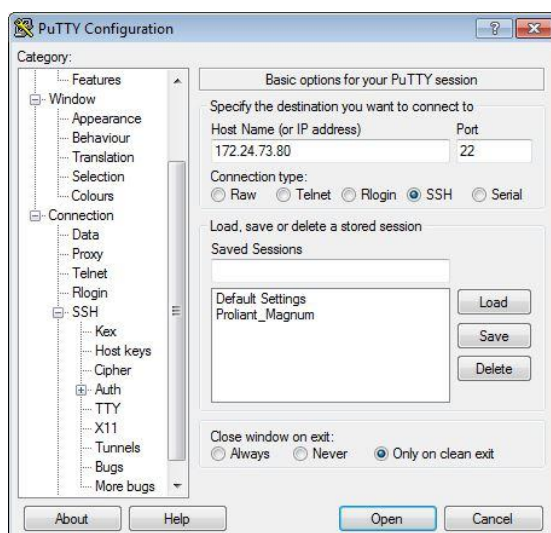 PuTTY Configuration
Category:
Features
Window
Appearance
Behaviour
Translation
Selection
Colours
Connection
Data
Proxy
Telnet
Rlogin
SSH
Kex
Host keys
Cipher
Auth
TTY
X11
Tunnels
Bugs
More bugs
Basic options for your PuTTY session
Specify the destination you want to connect to
Host Name (or IP address) Port
172.24.73.80 22
Connection type:
Raw Telnet Rlogin SSH Serial
Load, save or delete a stored session
Saved Sessions
Default Settings
Proliant_Magnum
Load
Save
Delete
Close window on exit:
Always Never Only on clean exit
About Help Open Cancel